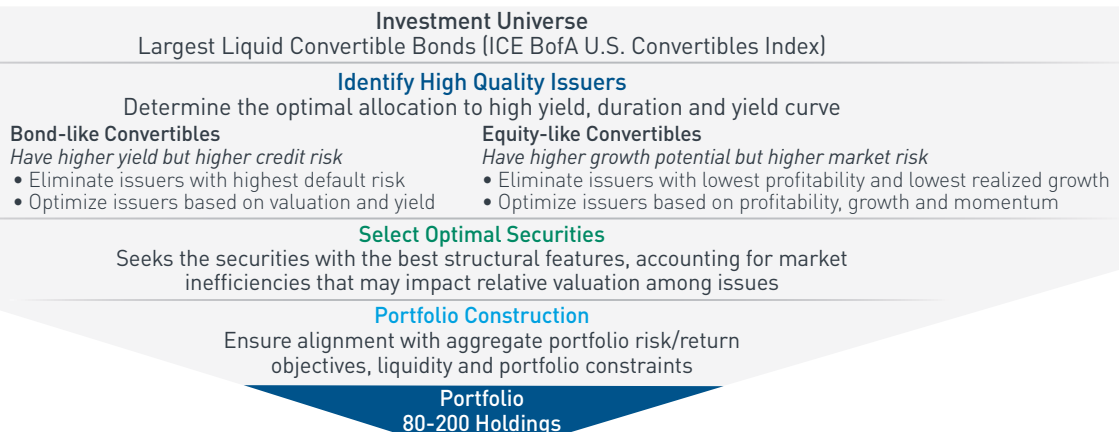 Investment Universe
Largest Liquid Convertible Bonds (ICE BofA U.S. Convertibles Index)
Identify High Quality Issuers
Determine the optimal allocation to high yield, duration and yield curve
Bond-like Convertibles
Have higher yield but higher credit risk
• Eliminate issuers with highest default risk
• Optimize issuers based on valuation and yield
Equity-like Convertibles
Have higher growth potential but higher market risk
• Eliminate issuers with lowest profitability and lowest realized growth
• Optimize issuers based on profitability, growth and momentum
Select Optimal Securities
Seeks the securities with the best structural features, accounting for market
inefficiencies that may impact relative valuation among issues
Portfolio Construction
Ensure alignment with aggregate portfolio risk/return
objectives, liquidity and portfolio constraints
Portfolio
80-200 Holdings